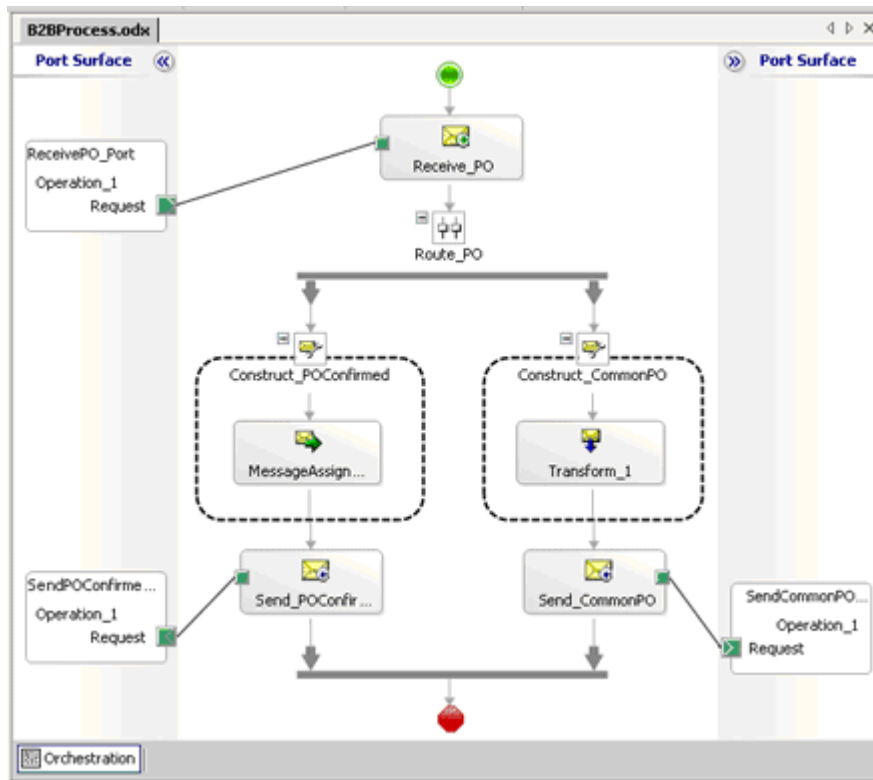 B2BProcess.odx
Port Surface
Port Surface
ReceivePO_Port
Operation_1
Request
Receive_PO
Route_PO
Construct_POConfirmed
Construct_CommonPO
MessageAssign...
Transform_1
SendPOConfirme...
Operation_1
Request
Send_POConfir...
Send_CommonPO
SendCommonPO...
Operation_1
Request
Orchestration